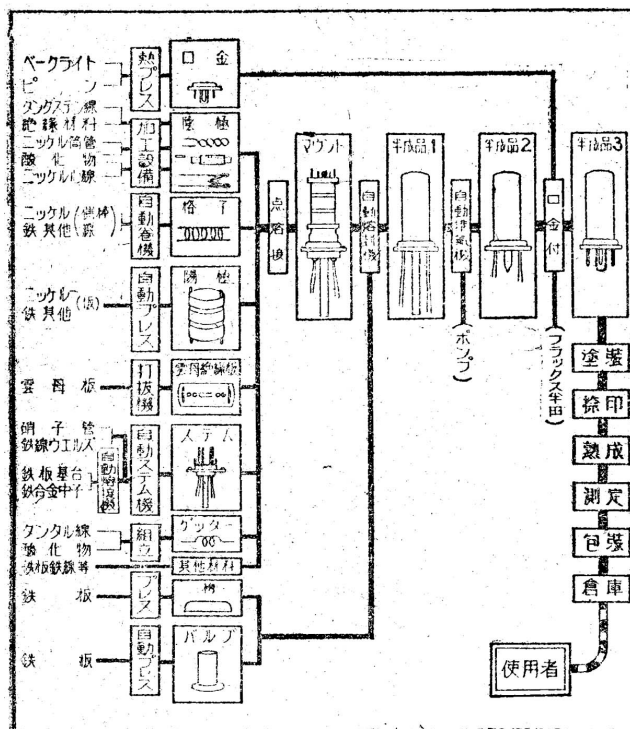 ベークライト
ピン
熱プレス
口金
タングステン線
絶縁材料
ニッケル筒管
酸化物
ニッケル心線
加工設備
陰極
ニッケル
鉄其他
自動巻機
格子
ニッケル
鉄其他(板)
自動プレス
陽極
雲母板
打抜機
雲母絶縁板
硝子管
鉄線ウエルズ
鉄板基台
鉄合金中子
自動熔接機
自動ステム機
ステム
タンタル線
酸化物
組立
ゲッター
鉄板鉄線等
其他材料
鉄板
プレス
鉄板
自動プレス
バルブ
点熔接
マウント
自動熔封機
半成品1
自動排気機
(ポンプ)
半成品2
口金付
(フラックス半田)
半成品3
塗装
捺印
熟成
測定
包装
倉庫
使用者